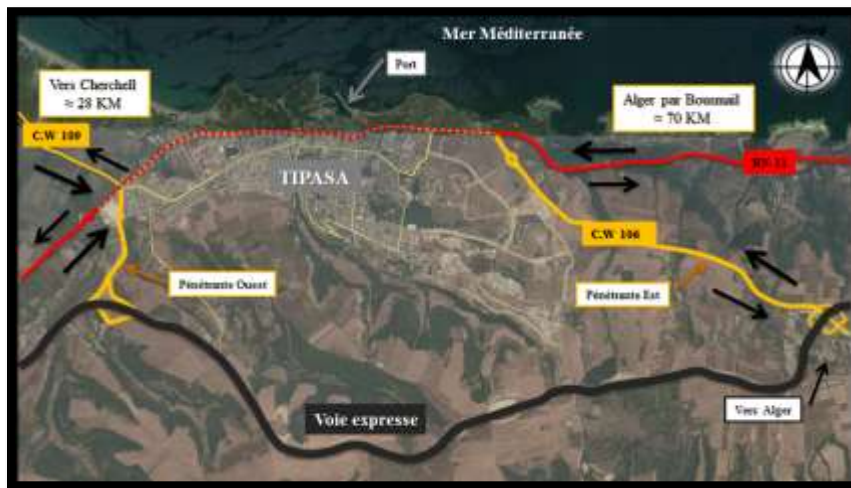 Mer Méditerranée
Port
Vers Cherchell
≈ 28 KM
Alger par Boumail
≈ 70 KM
C.W 109
TIPASA
RN 11
C.W 106
Pénétrante Ouest
Pénétrante Est
Voie expresse
Vers Alger